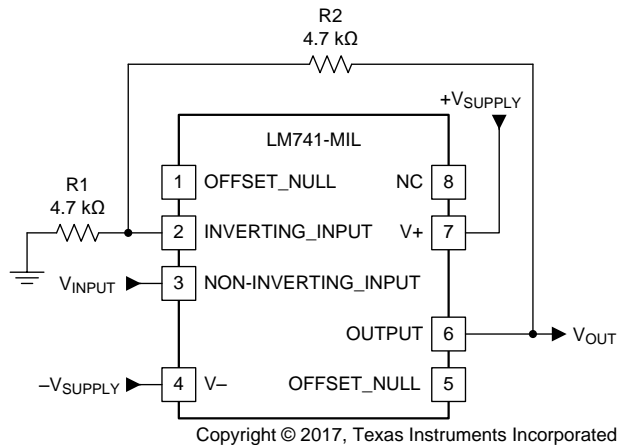 R2
4.7 kΩ
+VSUPPLY
LM741-MIL
1 OFFSET_NULL NC 8
R1
4.7 kΩ
2 INVERTING_INPUT V+ 7
VINPUT 3 NON-INVERTING_INPUT
OUTPUT 6 VOUT
–VSUPPLY 4 V– OFFSET_NULL 5
Copyright © 2017, Texas Instruments Incorporated